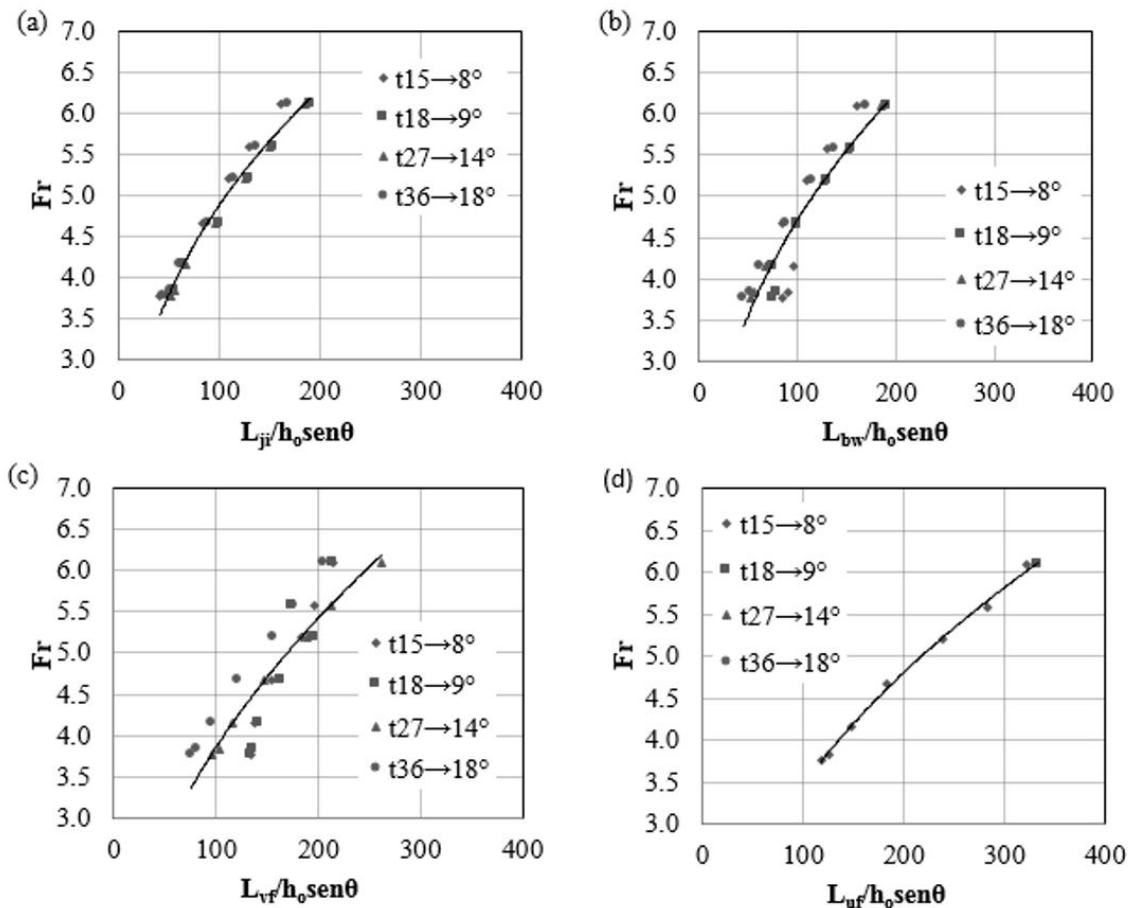 (a)
7.0
6.5
6.0
5.5
5.0
4.5
4.0
3.5
3.0
Fr
t15→8°
t18→9°
t27→14°
t36→18°
0 100 200 300 400
Lji/hosenθ
(b)
7.0
6.5
6.0
5.5
5.0
4.5
4.0
3.5
3.0
Fr
t15→8°
t18→9°
t27→14°
t36→18°
0 100 200 300 400
Lbw/hosenθ
(c)
7.0
6.5
6.0
5.5
5.0
4.5
4.0
3.5
3.0
Fr
t15→8°
t18→9°
t27→14°
t36→18°
0 100 200 300 400
Lvf/hosenθ
(d)
7.0
6.5
6.0
5.5
5.0
4.5
4.0
3.5
3.0
Fr
t15→8°
t18→9°
t27→14°
t36→18°
0 100 200 300 400
Luf/hosenθ